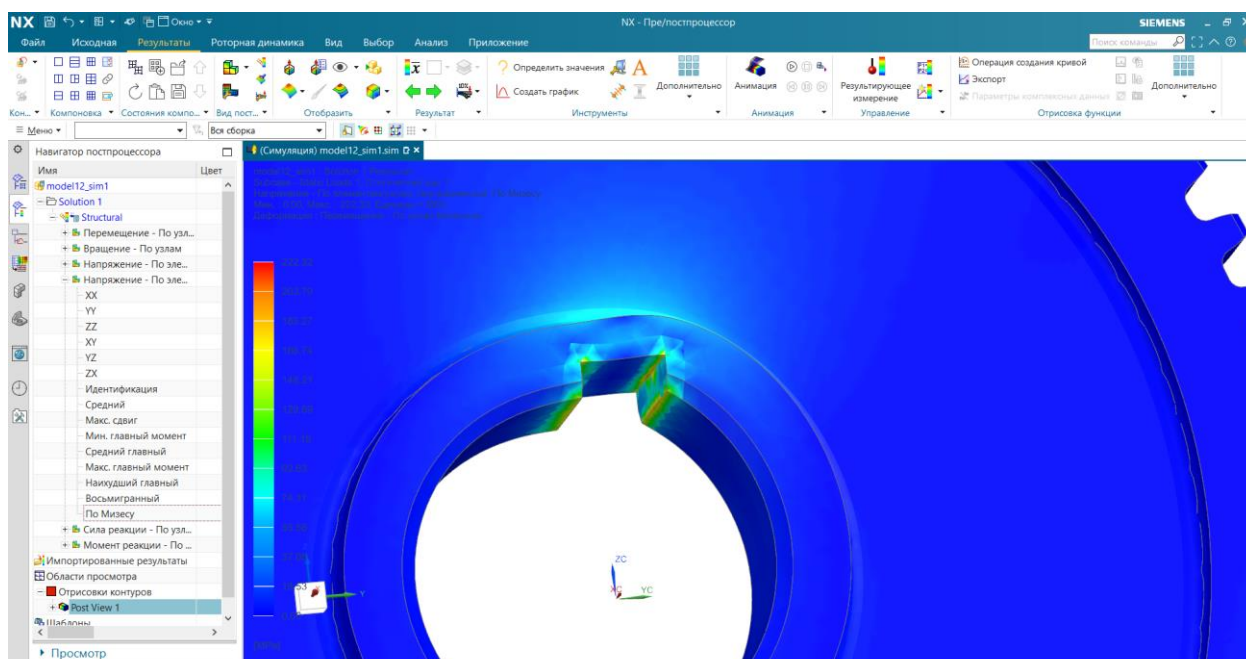 NX
Окно
NX - Пре/постпроцессор
SIEMENS
Файл Исходная Результаты Роторная динамика Вид Выбор Анализ Приложение
Поиск команды
Определить значения
Создать график
Дополнительно
Анимация
Результирующее измерение
Операция создания кривой
Экспорт
Параметры комплексных данных
Дополнительно
Кон... Компоновка Состояния компо... Вид пост... Отобразить Результат Инструменты Анимация Управление Отрисовка функции
Меню
Вся сборка
Навигатор постпроцессора
(Симуляция) model12_sim1.sim
Имя Цвет
model12_sim1
Solution 1
Structural
Перемещение - По узл...
Вращение - По узлам
Напряжение - По эле...
Напряжение - По эле...
XX
YY
ZZ
XY
YZ
ZX
Идентификация
Средний
Макс. сдвиг
Мин. главный момент
Средний главный
Макс. главный момент
Наихудший главный
Восьмигранный
По Мизесу
Сила реакции - По узл...
Момент реакции - По ...
Импортированные результаты
Области просмотра
Отрисовки контуров
Post View 1
Шаблоны
Просмотр
ZC
XC
YC
Y